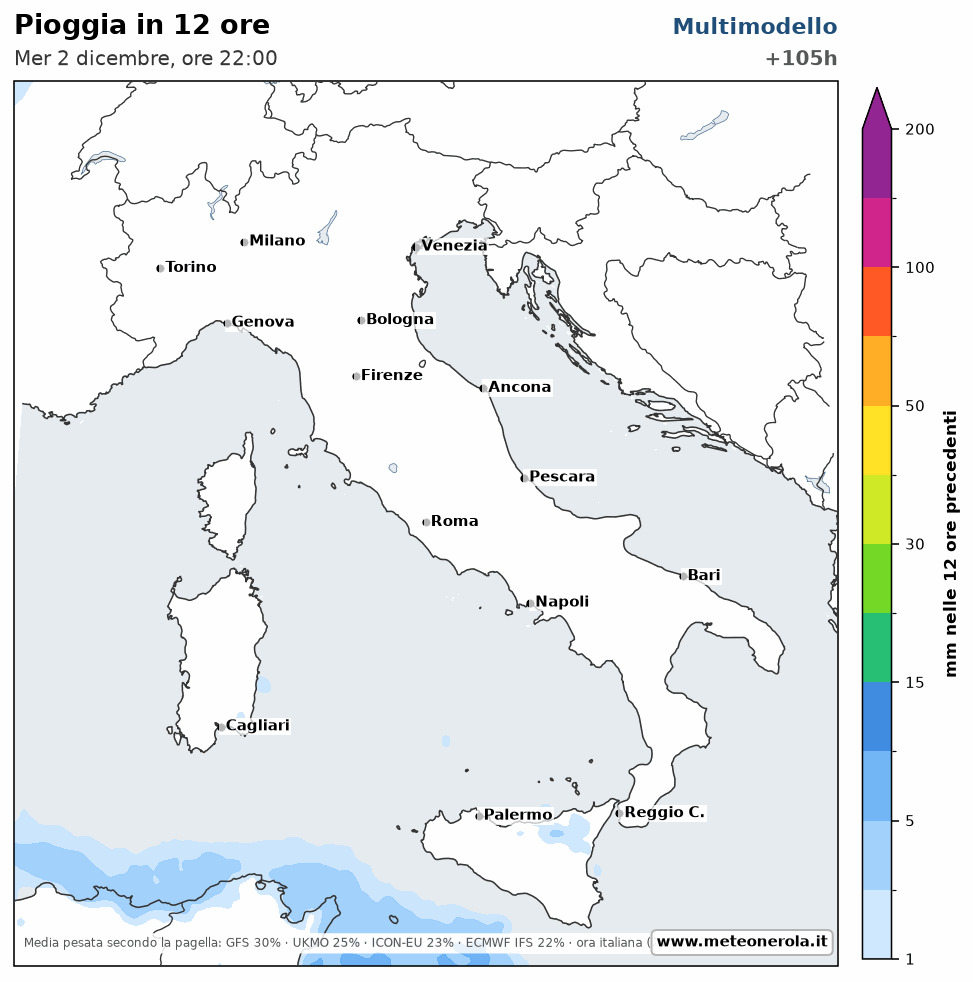 Pioggia in 12 ore
Multimodello
Mer 2 dicembre, ore 22:00
+105h
Milano
Venezia
Torino
Genova
Bologna
Firenze
Ancona
Pescara
Roma
Bari
Napoli
Cagliari
Palermo
Reggio C.
200
100
50
30
15
5
1
mm nelle 12 ore precedenti
Media pesata secondo la pagella: GFS 30% · UKMO 25% · ICON-EU 23% · ECMWF IFS 22% · ora italiana (
www.meteonerola.it